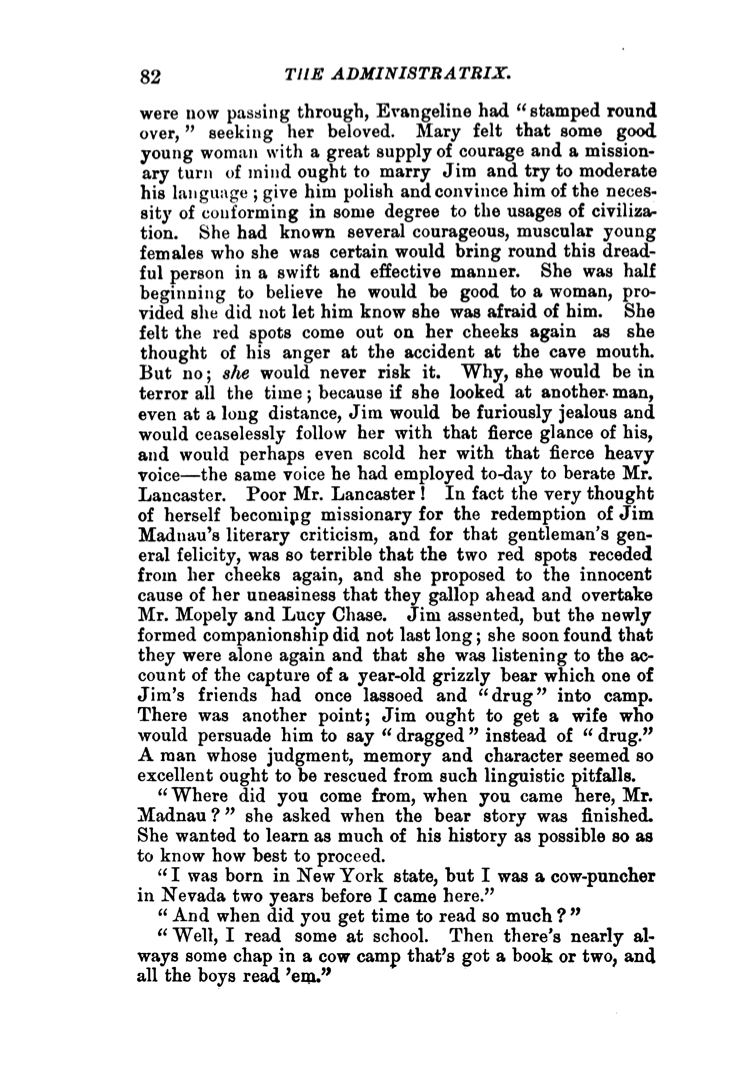 82 THE ADMINISTRATRIX.
were now passing through, Evangeline had “stamped round
over,” seeking her beloved. Mary felt that some good
young woman with a great supply of courage and a mission-
ary turn of mind ought to marry Jim and try to moderate
his language; give him polish and convince him of the neces-
sity of conforming in some degree to the usages of civiliza-
tion. She had known several courageous, muscular young
females who she was certain would bring round this dread-
ful person in a swift and effective manner. She was half
beginning to believe he would be good to a woman, pro-
vided she did not let him know she was afraid of him. She
felt the red spots come out on her cheeks again as she
thought of his anger at the accident at the cave mouth.
But no; she would never risk it. Why, she would be in
terror all the time; because if she looked at another man,
even at a long distance, Jim would be furiously jealous and
would ceaselessly follow her with that fierce glance of his,
and would perhaps even scold her with that fierce heavy
voice—the same voice he had employed to-day to berate Mr.
Lancaster. Poor Mr. Lancaster! In fact the very thought
of herself becoming missionary for the redemption of Jim
Madnau's literary criticism, and for that gentleman's gen-
eral felicity, was so terrible that the two red spots receded
from her cheeks again, and she proposed to the innocent
cause of her uneasiness that they gallop ahead and overtake
Mr. Mopely and Lucy Chase. Jim assented, but the newly
formed companionship did not last long; she soon found that
they were alone again and that she was listening to the ac-
count of the capture of a year-old grizzly bear which one of
Jim's friends had once lassoed and “drug” into camp.
There was another point; Jim ought to get a wife who
would persuade him to say “dragged” instead of “drug.”
A man whose judgment, memory and character seemed so
excellent ought to be rescued from such linguistic pitfalls.
“Where did you come from, when you came here, Mr.
Madnau?” she asked when the bear story was finished.
She wanted to learn as much of his history as possible so as
to know how best to proceed.
“I was born in New York state, but I was a cow-puncher
in Nevada two years before I came here.”
“And when did you get time to read so much?”
“Well, I read some at school. Then there's nearly al-
ways some chap in a cow camp that's got a book or two, and
all the boys read 'em.”